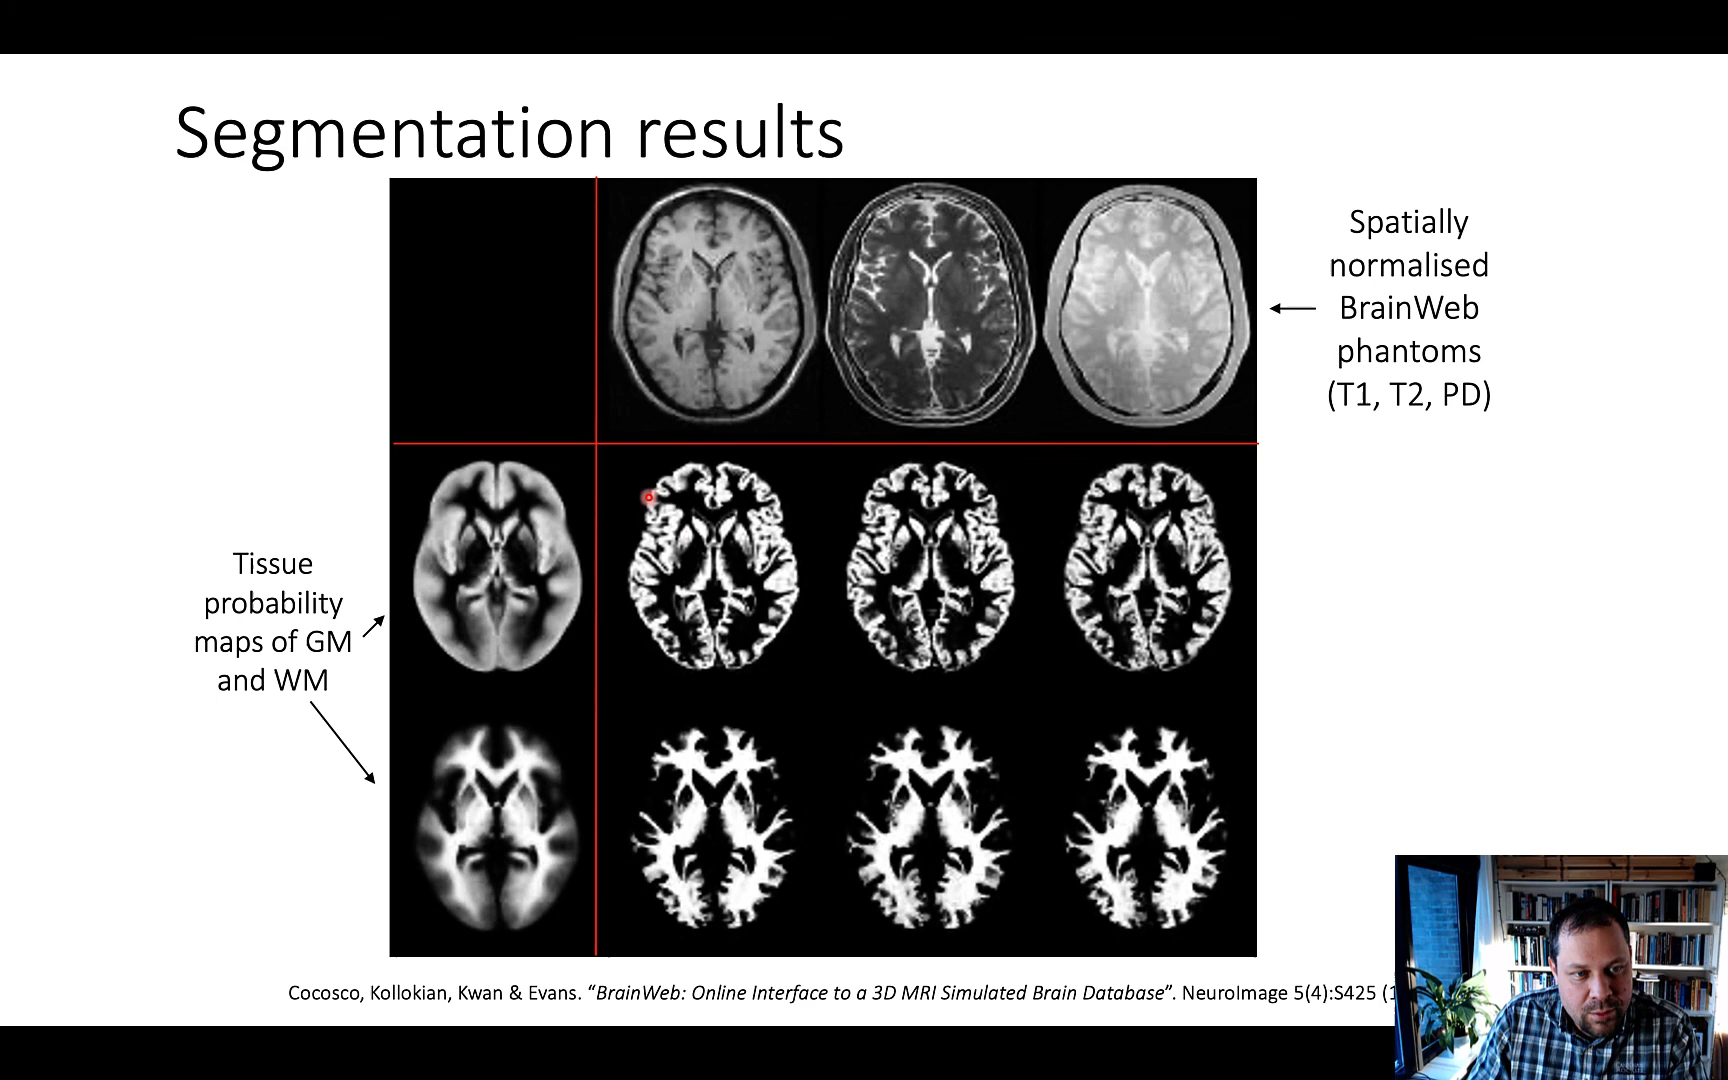 Segmentation results
Spatially
normalised
BrainWeb
phantoms
(T1, T2, PD)
Tissue
probability
maps of GM
and WM
Cocosco, Kollokian, Kwan & Evans. “BrainWeb: Online Interface to a 3D MRI Simulated Brain Database”. NeuroImage 5(4):S425